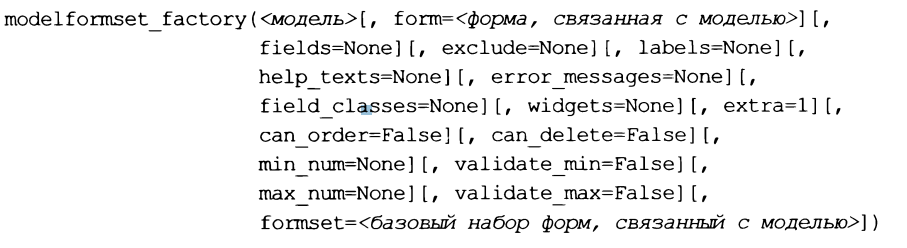 modelformset_factory(<модель>[, form=<форма, связанная с моделью>][,
fields=None][, exclude=None][, labels=None][,
help_texts=None][, error_messages=None][,
field_classes=None][, widgets=None][, extra=1][,
can_order=False][, can_delete=False][,
min_num=None][, validate_min=False][,
max_num=None][, validate_max=False][,
formset=<базовый набор форм, связанный с моделью>])